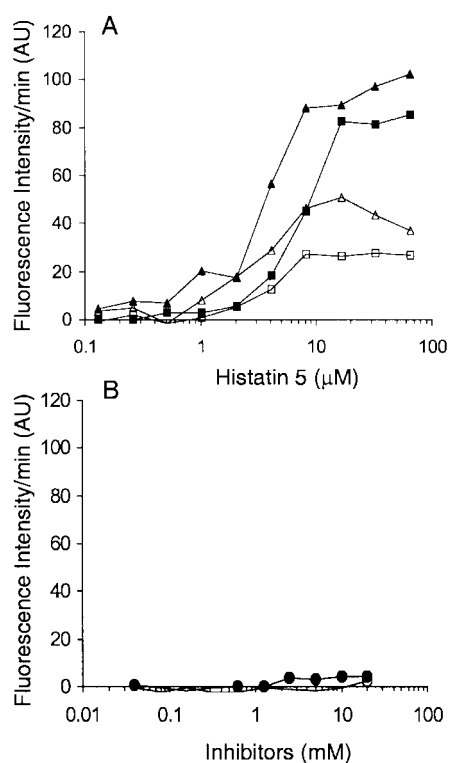 A
Fluorescence Intensity/min (AU)
120
100
80
60
40
20
0
0.1 1 10 100
Histatin 5 (μM)
B
Fluorescence Intensity/min (AU)
120
100
80
60
40
20
0
0.01 0.1 1 10 100
Inhibitors (mM)